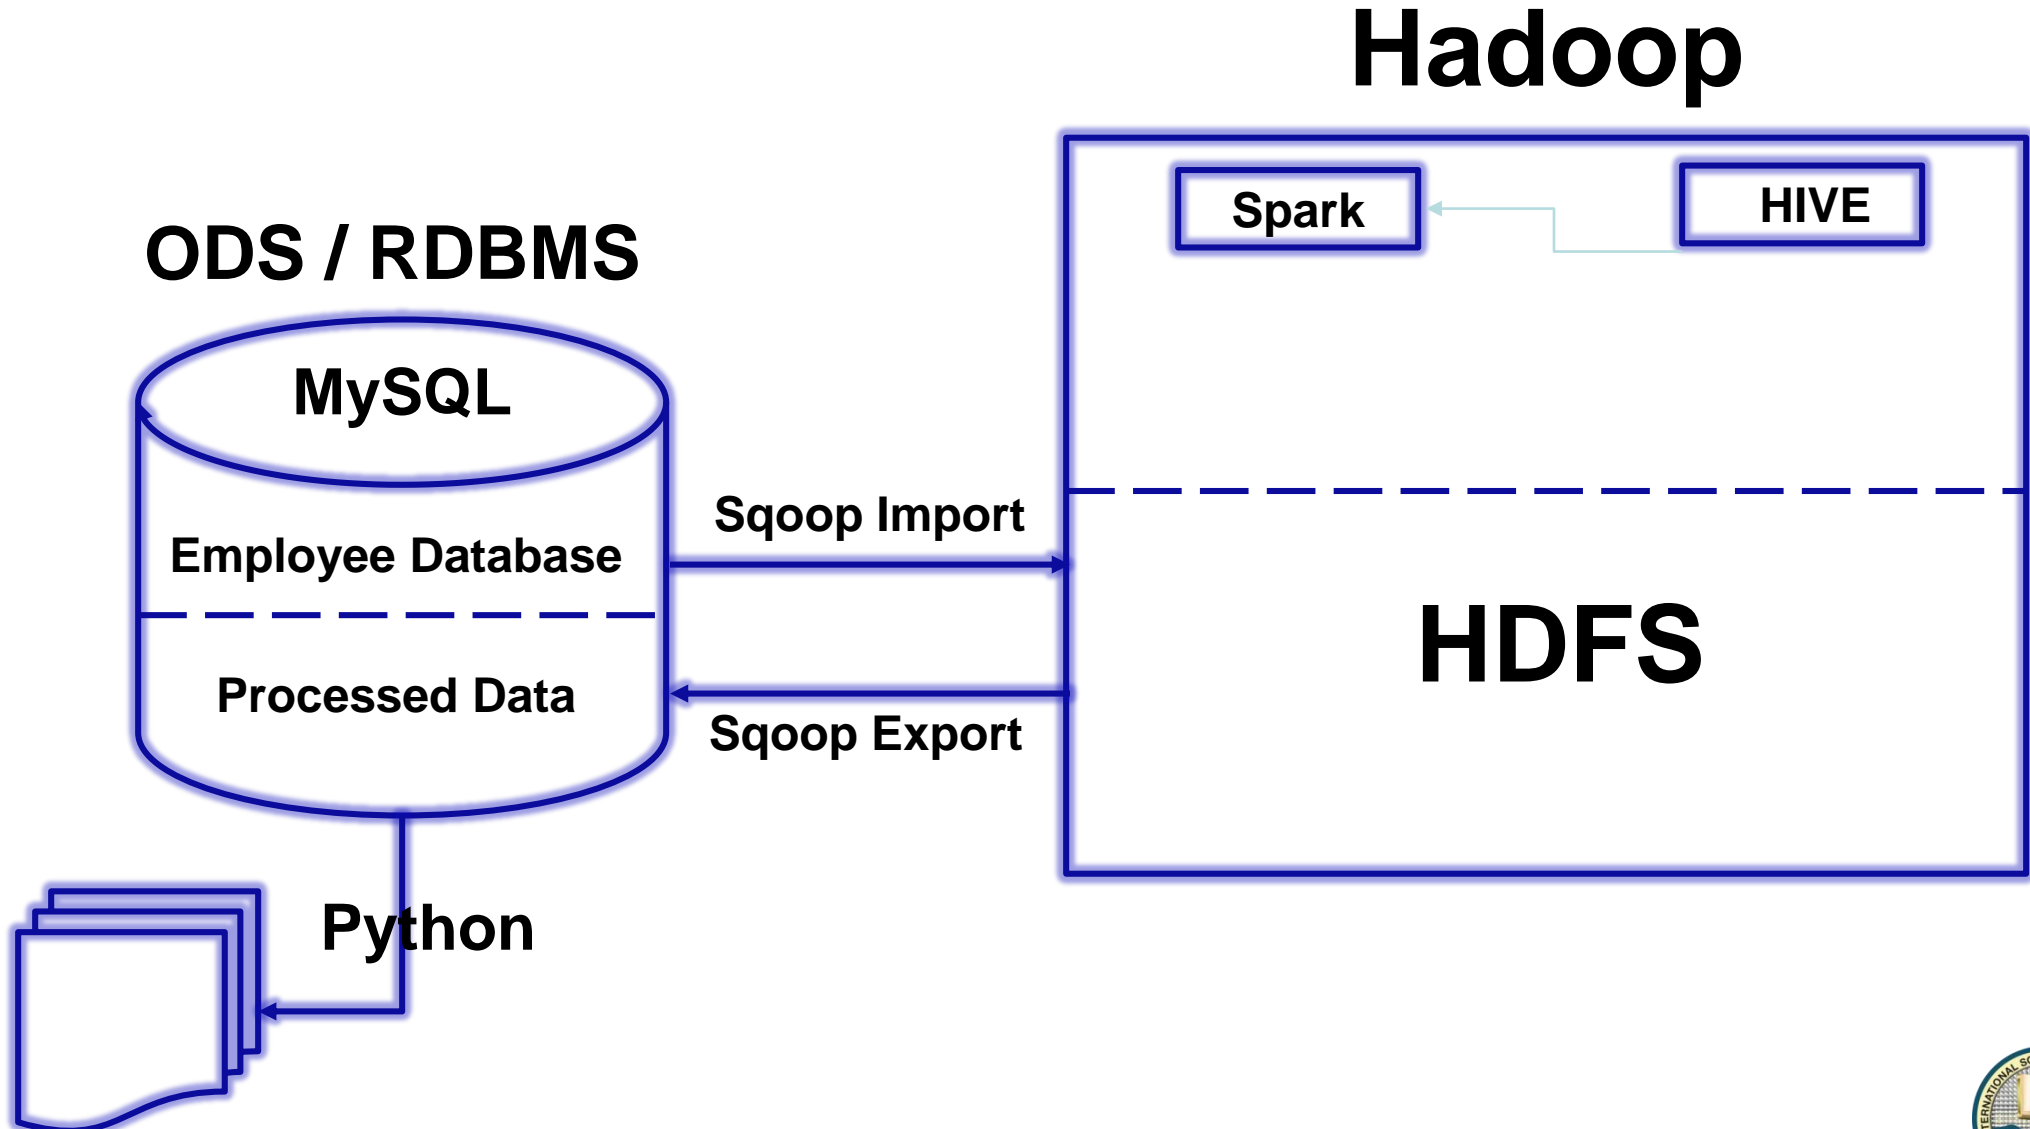 Hadoop
Spark
HIVE
ODS / RDBMS
MySQL
Sqoop Import
Employee Database
HDFS
Processed Data
Sqoop Export
Python